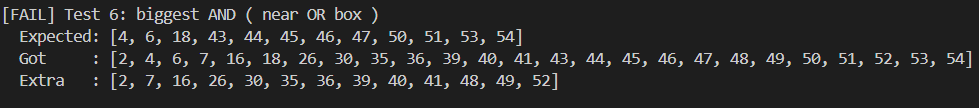 [FAIL] Test 6: biggest AND ( near OR box )
Expected: [4, 6, 18, 43, 44, 45, 46, 47, 50, 51, 53, 54]
Got     : [2, 4, 6, 7, 16, 18, 26, 30, 35, 36, 39, 40, 41, 43, 44, 45, 46, 47, 48, 49, 50, 51, 52, 53, 54]
Extra   : [2, 7, 16, 26, 30, 35, 36, 39, 40, 41, 48, 49, 52]